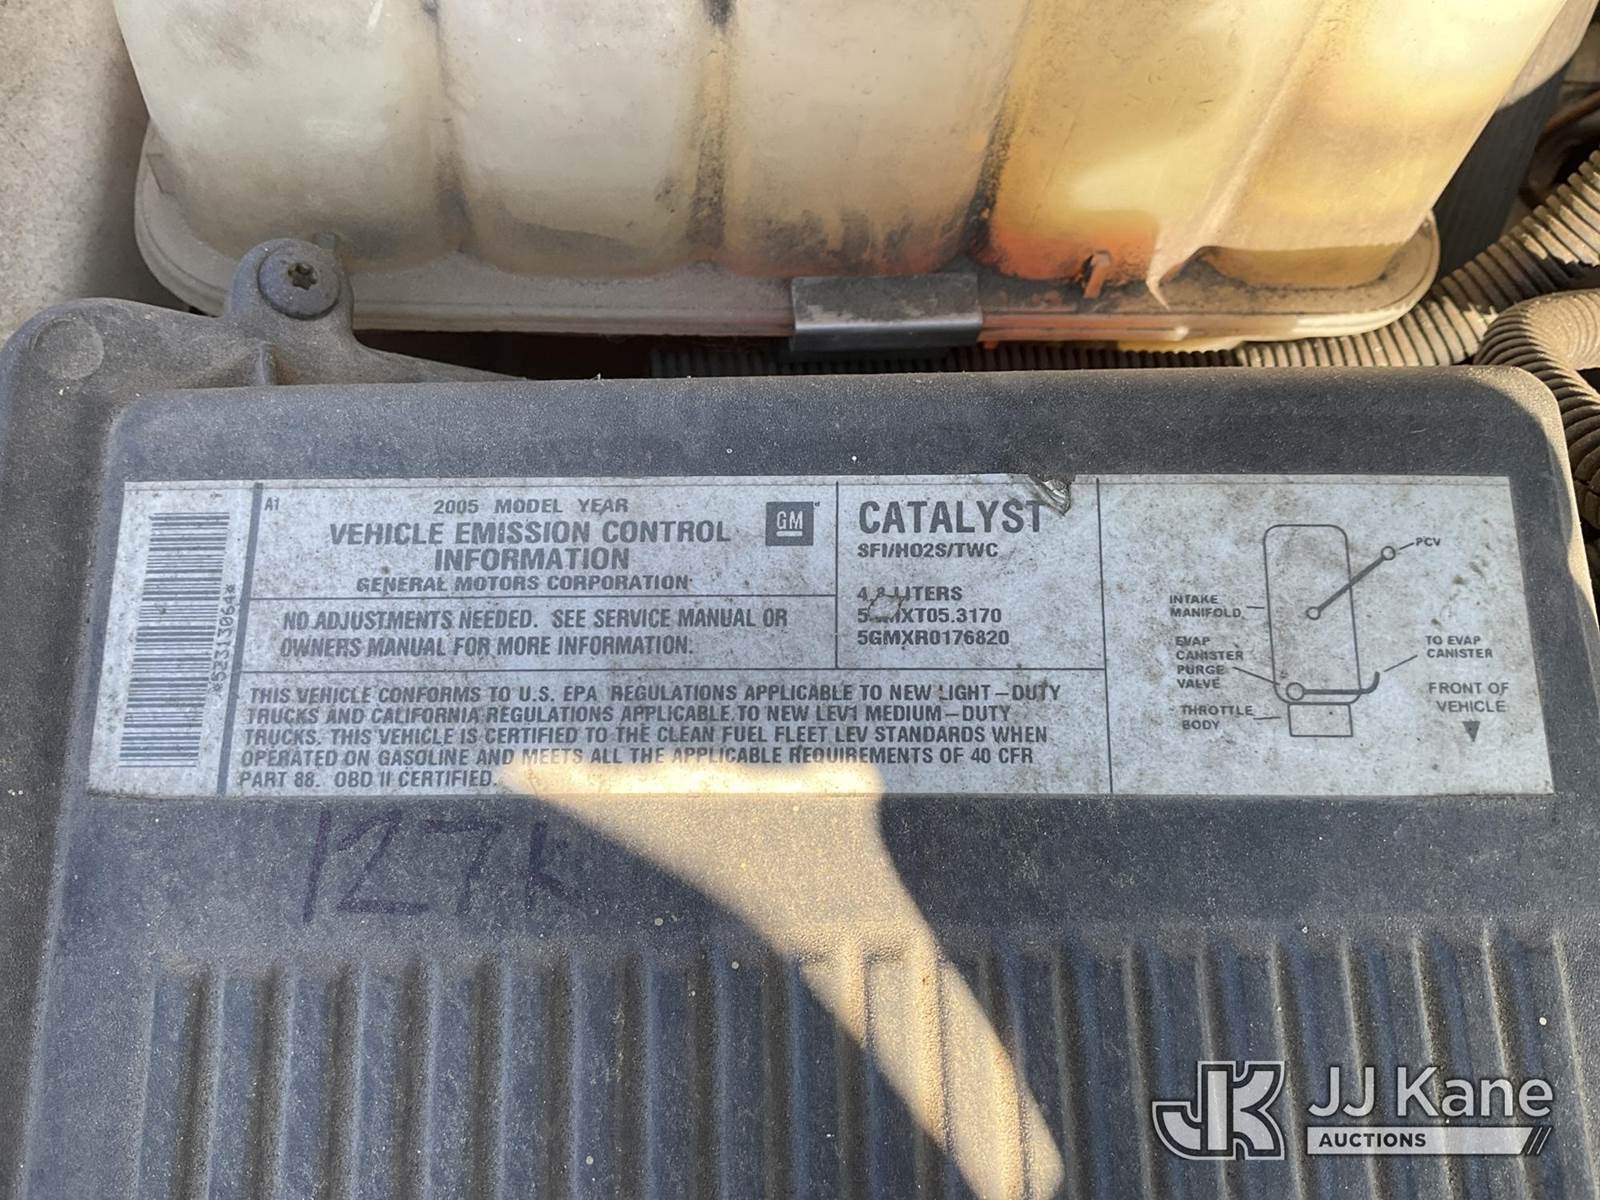 *523130644*
A1
2005 MODEL YEAR
VEHICLE EMISSION CONTROL
INFORMATION
GENERAL MOTORS CORPORATION
GM
NO ADJUSTMENTS NEEDED. SEE SERVICE MANUAL OR
OWNERS MANUAL FOR MORE INFORMATION.
CATALYST
SFI/HO2S/TWC
LITERS
5GMXT05.3170
5GMXR0176820
THIS VEHICLE CONFORMS TO U.S. EPA REGULATIONS APPLICABLE TO NEW LIGHT-DUTY
TRUCKS AND CALIFORNIA REGULATIONS APPLICABLE TO NEW LEV1 MEDIUM-DUTY
TRUCKS. THIS VEHICLE IS CERTIFIED TO THE CLEAN FUEL FLEET LEV STANDARDS WHEN
OPERATED ON GASOLINE AND MEETS ALL THE APPLICABLE REQUIREMENTS OF 40 CFR
PART 88. OBD II CERTIFIED.
PCV
INTAKE
MANIFOLD
EVAP
CANISTER
PURGE
VALVE
THROTTLE
BODY
TO EVAP
CANISTER
FRONT OF
VEHICLE
127k
JK
JJ Kane
AUCTIONS